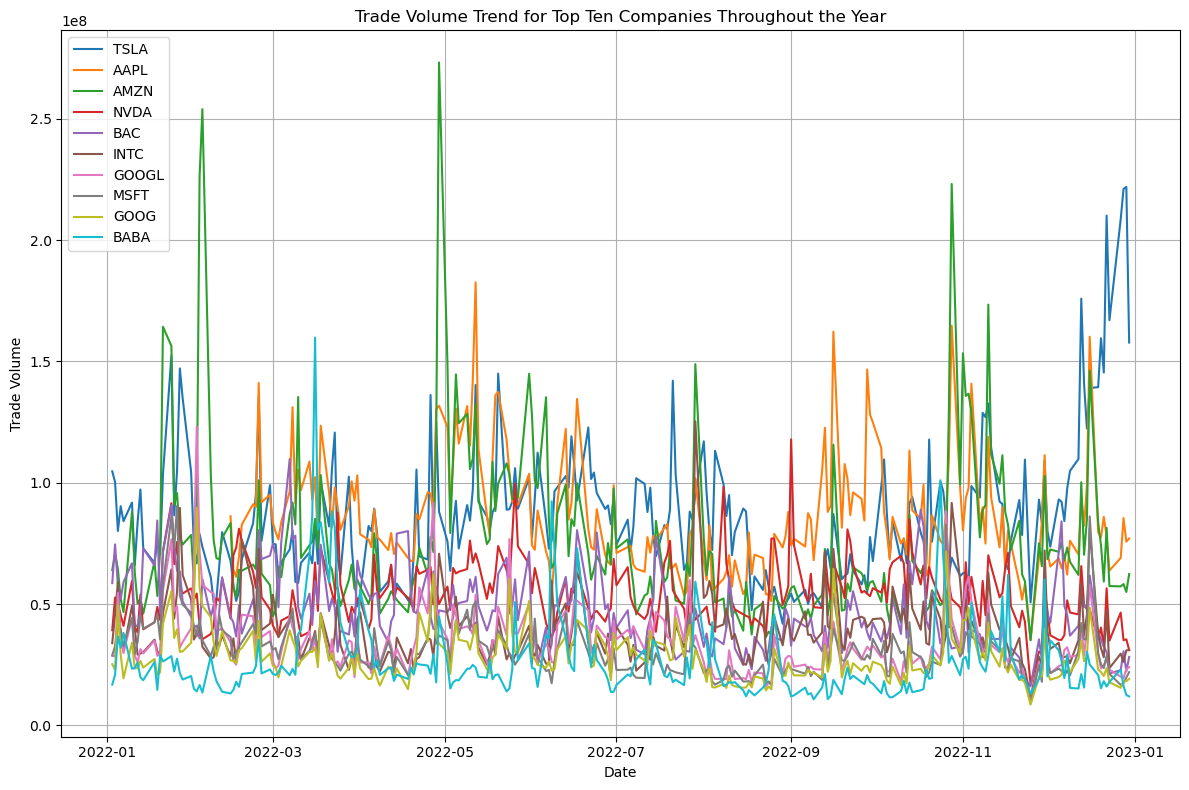 Trade Volume Trend for Top Ten Companies Throughout the Year
1e8
TSLA
AAPL
AMZN
NVDA
BAC
INTC
GOOGL
MSFT
GOOG
BABA
2.5
2.0
1.5
1.0
0.5
0.0
Trade Volume
2022-01 2022-03 2022-05 2022-07 2022-09 2022-11 2023-01
Date